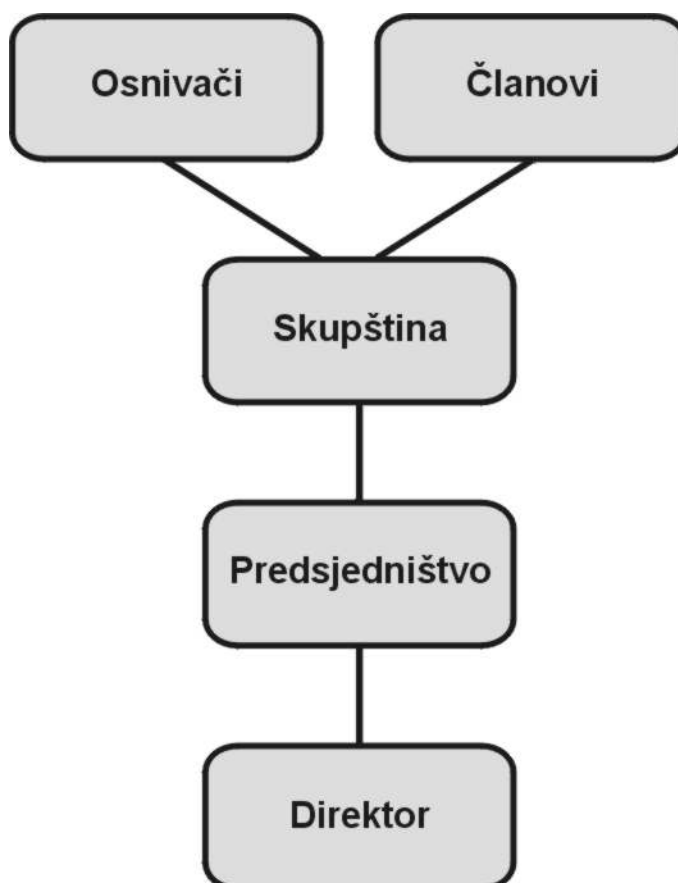 Osnivači
Članovi
Skupština
Predsjedništvo
Direktor